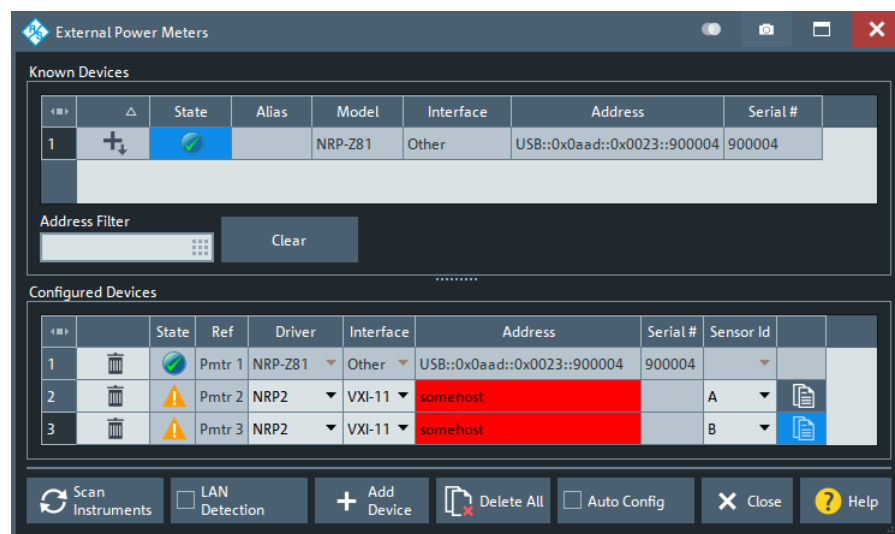 External Power Meters
Known Devices
State Alias Model Interface Address Serial #
1 NRP-Z81 Other USB::0x0aad::0x0023::900004 900004
Address Filter
Clear
Configured Devices
State Ref Driver Interface Address Serial # Sensor Id
1 Pmtr 1 NRP-Z81 Other USB::0x0aad::0x0023::900004 900004
2 Pmtr 2 NRP2 VXI-11 somehost A
3 Pmtr 3 NRP2 VXI-11 somehost B
Scan Instruments
LAN Detection
Add Device
Delete All
Auto Config
Close
? Help